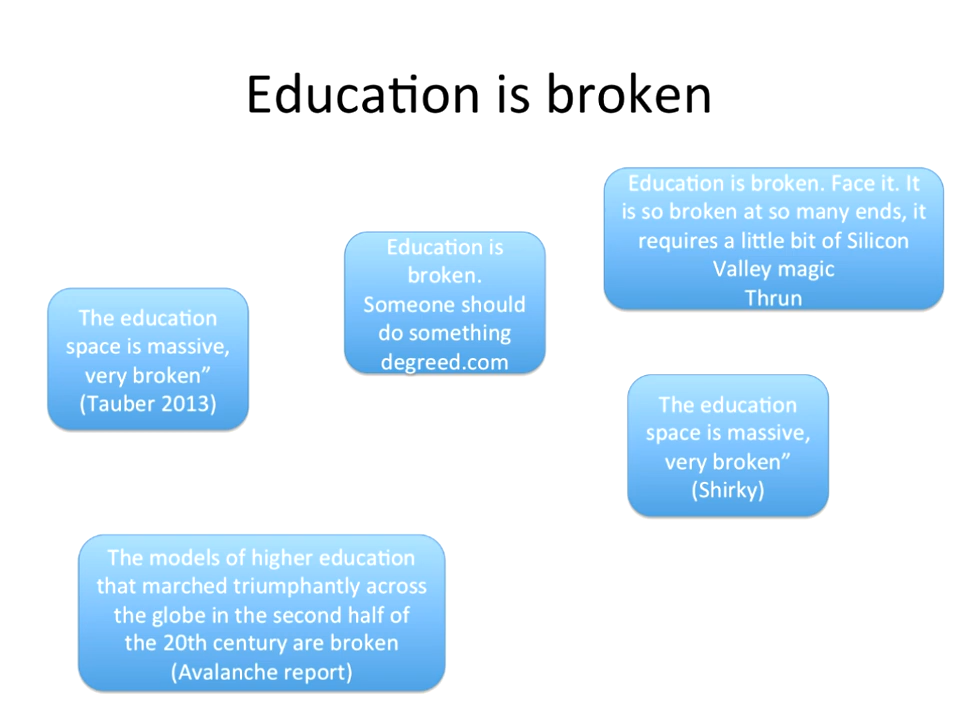 Education is broken
Education is broken. Face it. It
is so broken at so many ends, it
requires a little bit of Silicon
Valley magic
Thrun
Education is
broken.
Someone should
do something
degreed.com
The education
space is massive,
very broken”
(Tauber 2013)
The education
space is massive,
very broken”
(Shirky)
The models of higher education
that marched triumphantly across
the globe in the second half of
the 20th century are broken
(Avalanche report)